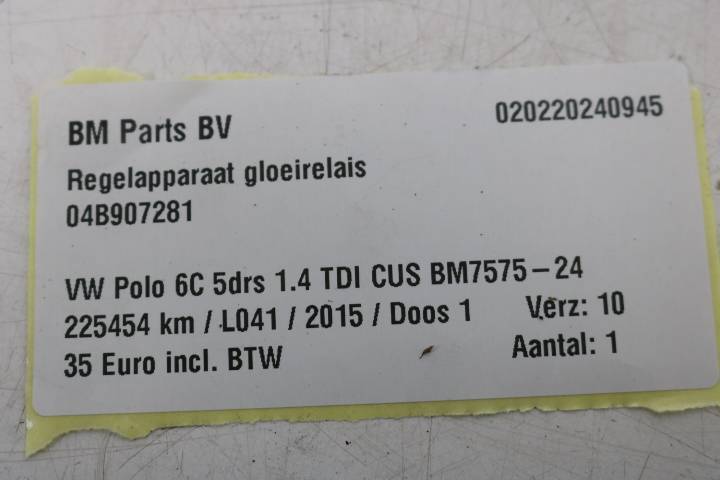 BM Parts BV 020220240945
Regelapparaat gloeirelais
04B907281
VW Polo 6C 5drs 1.4 TDI CUS BM7575-24
225454 km / L041 / 2015 / Doos 1 Verz: 10
35 Euro incl. BTW Aantal: 1